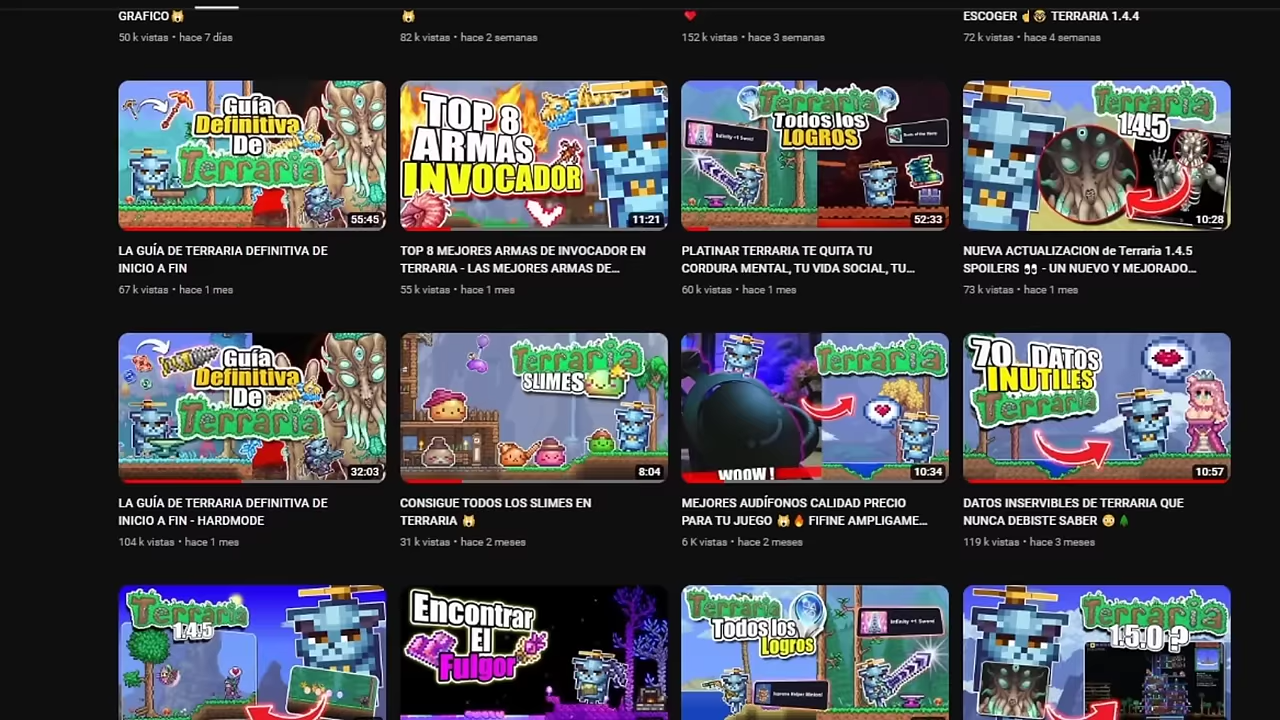 GRAFICO🙀
🙀
❤️
ESCOGER ☝️🤓 TERRARIA 1.4.4
50 k vistas • hace 7 días
82 k vistas • hace 2 semanas
152 k vistas • hace 3 semanas
72 k vistas • hace 4 semanas
Guía
Definitiva
De
Terraria
55:45
TOP 8
ARMAS
INVOCADOR
11:21
Terraria
Todos los
LOGROS
Infinity +1 Sword
52:33
Terraria
1.4.5
10:28
LA GUÍA DE TERRARIA DEFINITIVA DE
INICIO A FIN
67 k vistas • hace 1 mes
TOP 8 MEJORES ARMAS DE INVOCADOR EN
TERRARIA - LAS MEJORES ARMAS DE...
55 k vistas • hace 1 mes
PLATINAR TERRARIA TE QUITA TU
CORDURA MENTAL, TU VIDA SOCIAL, TU...
60 k vistas • hace 1 mes
NUEVA ACTUALIZACION de Terraria 1.4.5
SPOILERS 👀 - UN NUEVO Y MEJORADO...
73 k vistas • hace 1 mes
Guía
Definitiva
De
Terraria
32:03
Terraria
SLIMES
8:04
Terraria
WOOW !
10:34
70 DATOS
INUTILES
Terraria
10:57
LA GUÍA DE TERRARIA DEFINITIVA DE
INICIO A FIN - HARDMODE
104 k vistas • hace 1 mes
CONSIGUE TODOS LOS SLIMES EN
TERRARIA 🙀
31 k vistas • hace 2 meses
MEJORES AUDÍFONOS CALIDAD PRECIO
PARA TU JUEGO 🙀🔥 FIFINE AMPLIGAME...
6 K vistas • hace 2 meses
DATOS INSERVIBLES DE TERRARIA QUE
NUNCA DEBISTE SABER 😳🌲
119 k vistas • hace 3 meses
Terraria
1.4.5
Encontrar
El
Fulgor
Terraria
Todos los
Logros
Infinity +1 Sword
Terraria
1.5.0 ?